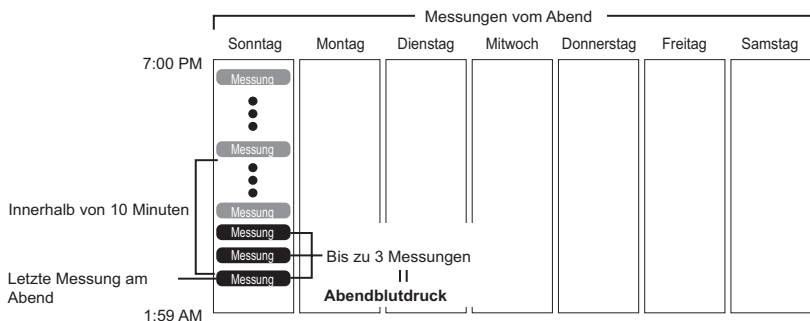 Messungen vom Abend
Sonntag Montag Dienstag Mitwoch Donnerstag Freitag Samstag
7:00 PM
Messung
Messung
Innerhalb von 10 Minuten
Messung
Messung
Messung Bis zu 3 Messungen
Letzte Messung am
Abend
Messung
Abendblutdruck
1:59 AM